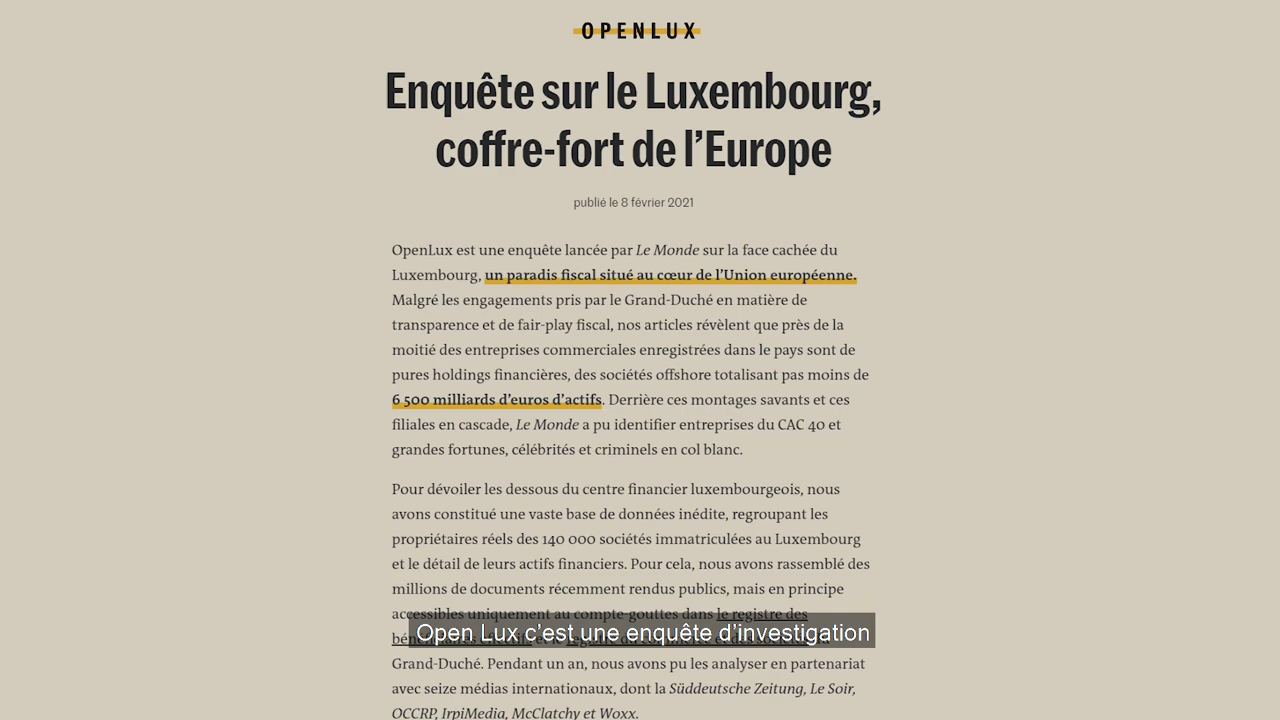 OPENLUX
Enquête sur le Luxembourg,
coffre-fort de l’Europe
publié le 8 février 2021
OpenLux est une enquête lancée par Le Monde sur la face cachée du
Luxembourg, un paradis fiscal situé au cœur de l’Union européenne.
Malgré les engagements pris par le Grand-Duché en matière de
transparence et de fair-play fiscal, nos articles révèlent que près de la
moitié des entreprises commerciales enregistrées dans le pays sont de
pures holdings financières, des sociétés offshore totalisant pas moins de
6 500 milliards d’euros d’actifs. Derrière ces montages savants et ces
filiales en cascade, Le Monde a pu identifier entreprises du CAC 40 et
grandes fortunes, célébrités et criminels en col blanc.
Pour dévoiler les dessous du centre financier luxembourgeois, nous
avons constitué une vaste base de données inédite, regroupant les
propriétaires réels des 140 000 sociétés immatriculées au Luxembourg
et le détail de leurs actifs financiers. Pour cela, nous avons rassemblé des
millions de documents récemment rendus publics, mais en principe
accessibles uniquement au compte-gouttes dans le registre des
Open Lux c’est une enquête d’investigation
Grand-Duché. Pendant un an, nous avons pu les analyser en partenariat
avec seize médias internationaux, dont la Süddeutsche Zeitung, Le Soir,
OCCRP, IrpiMedia, McClatchy et Woxx.